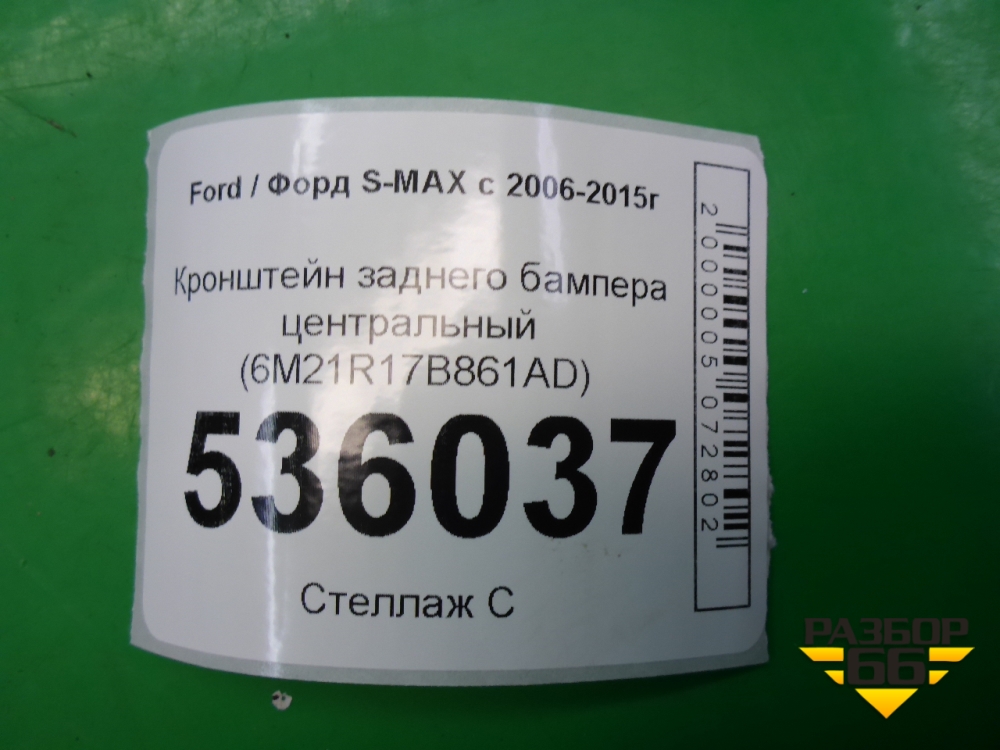 Ford / Форд S-MAX с 2006-2015г
Кронштейн заднего бампера
центральный
(6M21R17B861AD)
536037
Стеллаж С
2000005072802
РАЗБОР
66